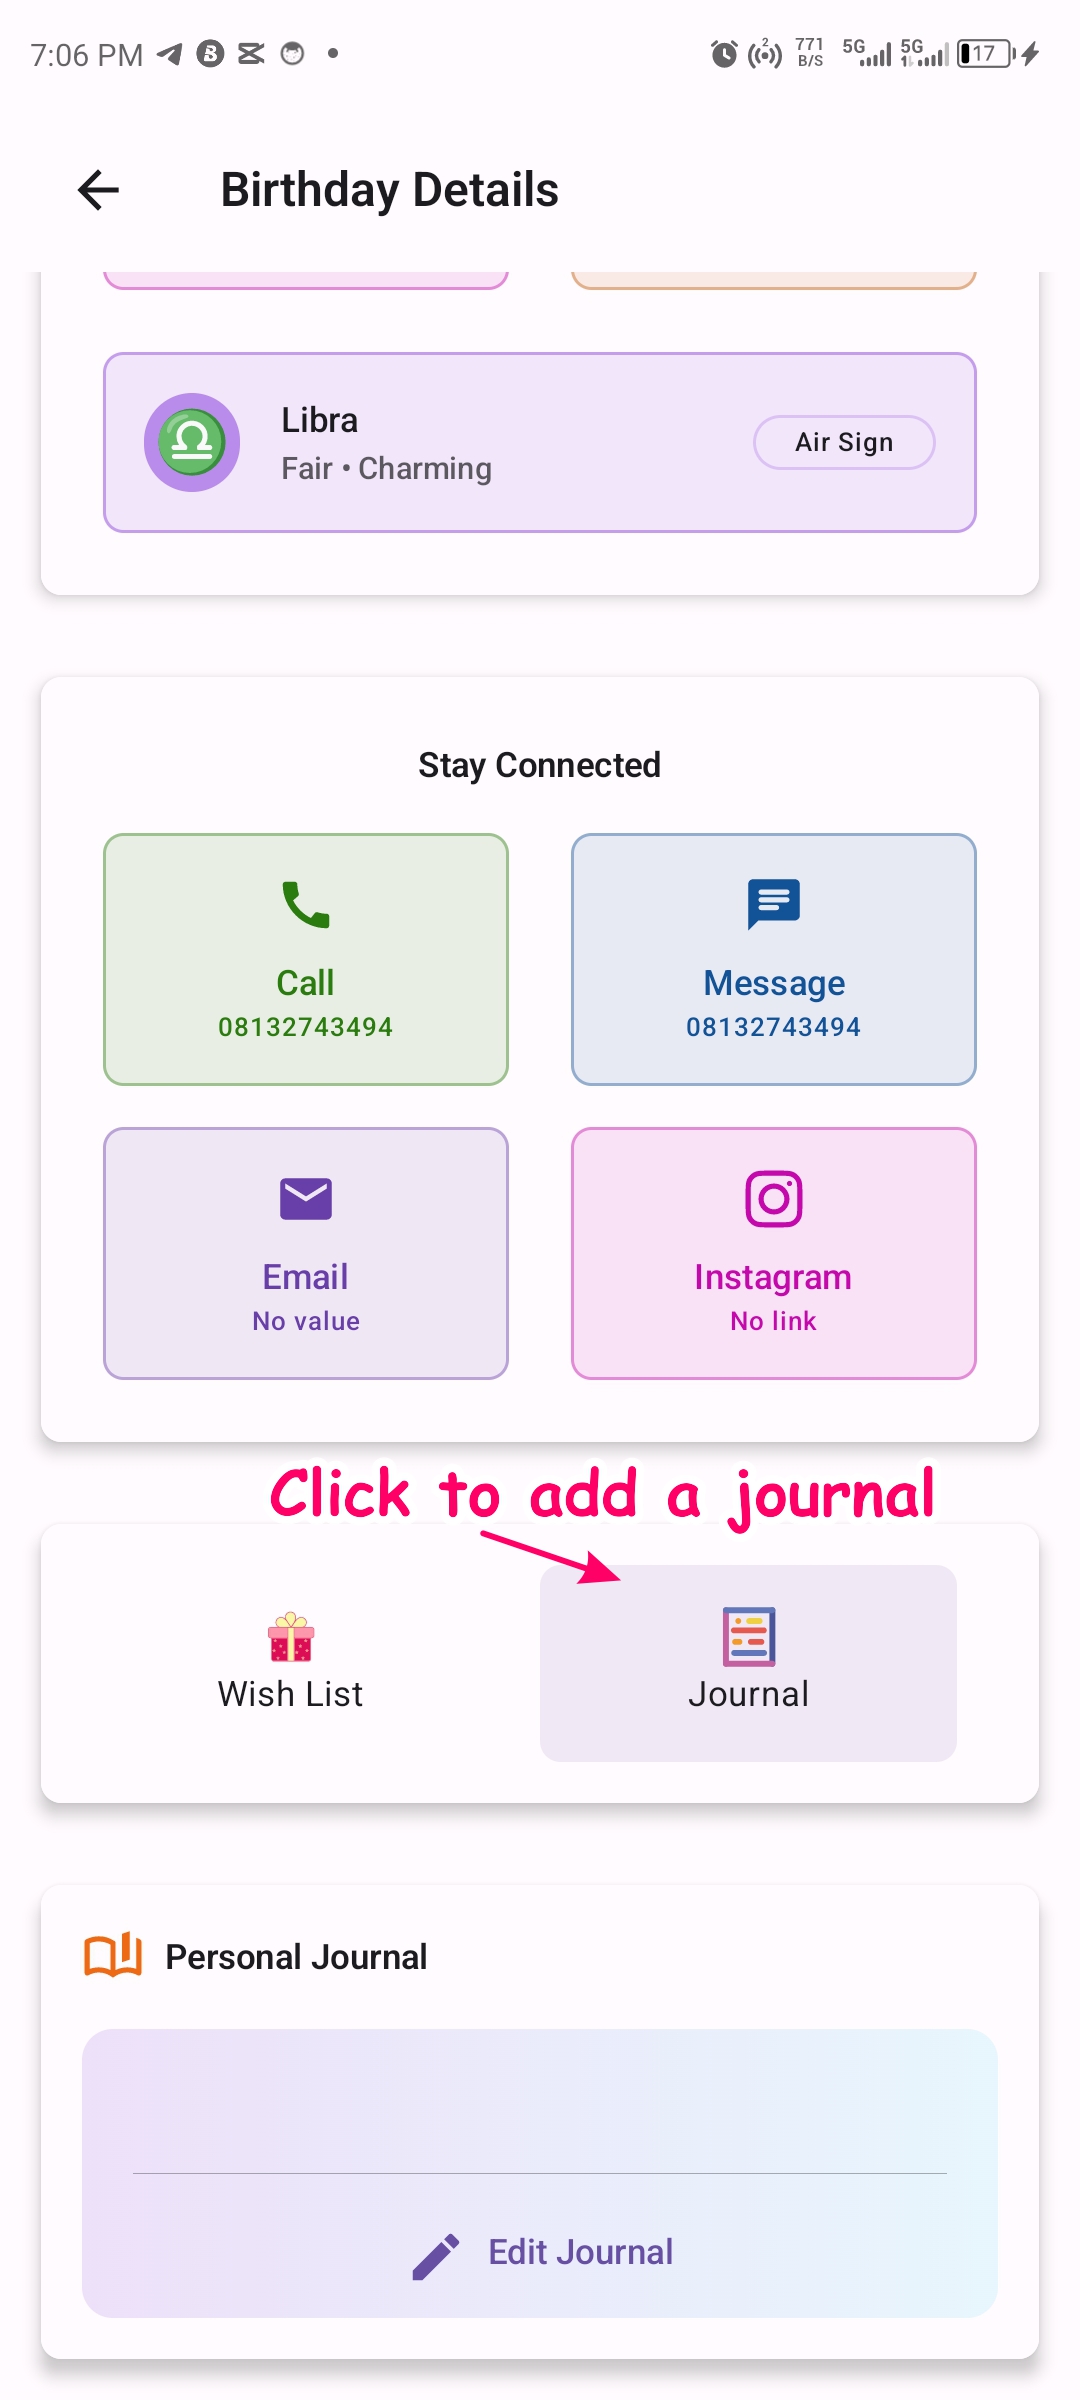 7:06 PM
2
771
B/S
5G
5G
17
Birthday Details
Libra
Fair • Charming
Air Sign
Stay Connected
Call
08132743494
Message
08132743494
Email
No value
Instagram
No link
Click to add a journal
Wish List
Journal
Personal Journal
Edit Journal